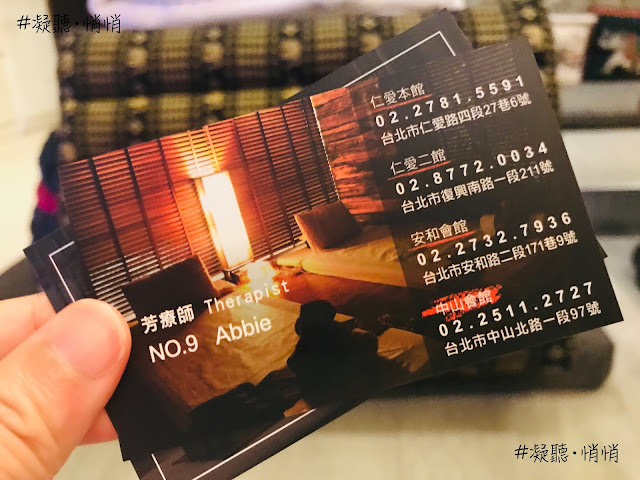 #凝聽·悄悄
仁愛本館
02.2781.5591
台北市仁愛路四段27巷6號
仁愛二館
02.8772.0034
台北市復興南路一段211號
安和會館
02.2732.7936
台北市安和路二段171巷9號
中山會館
02.2511.2727
台北市中山北路一段97號
芳療師 Therapist
NO.9 Abbie
#凝聽·悄悄